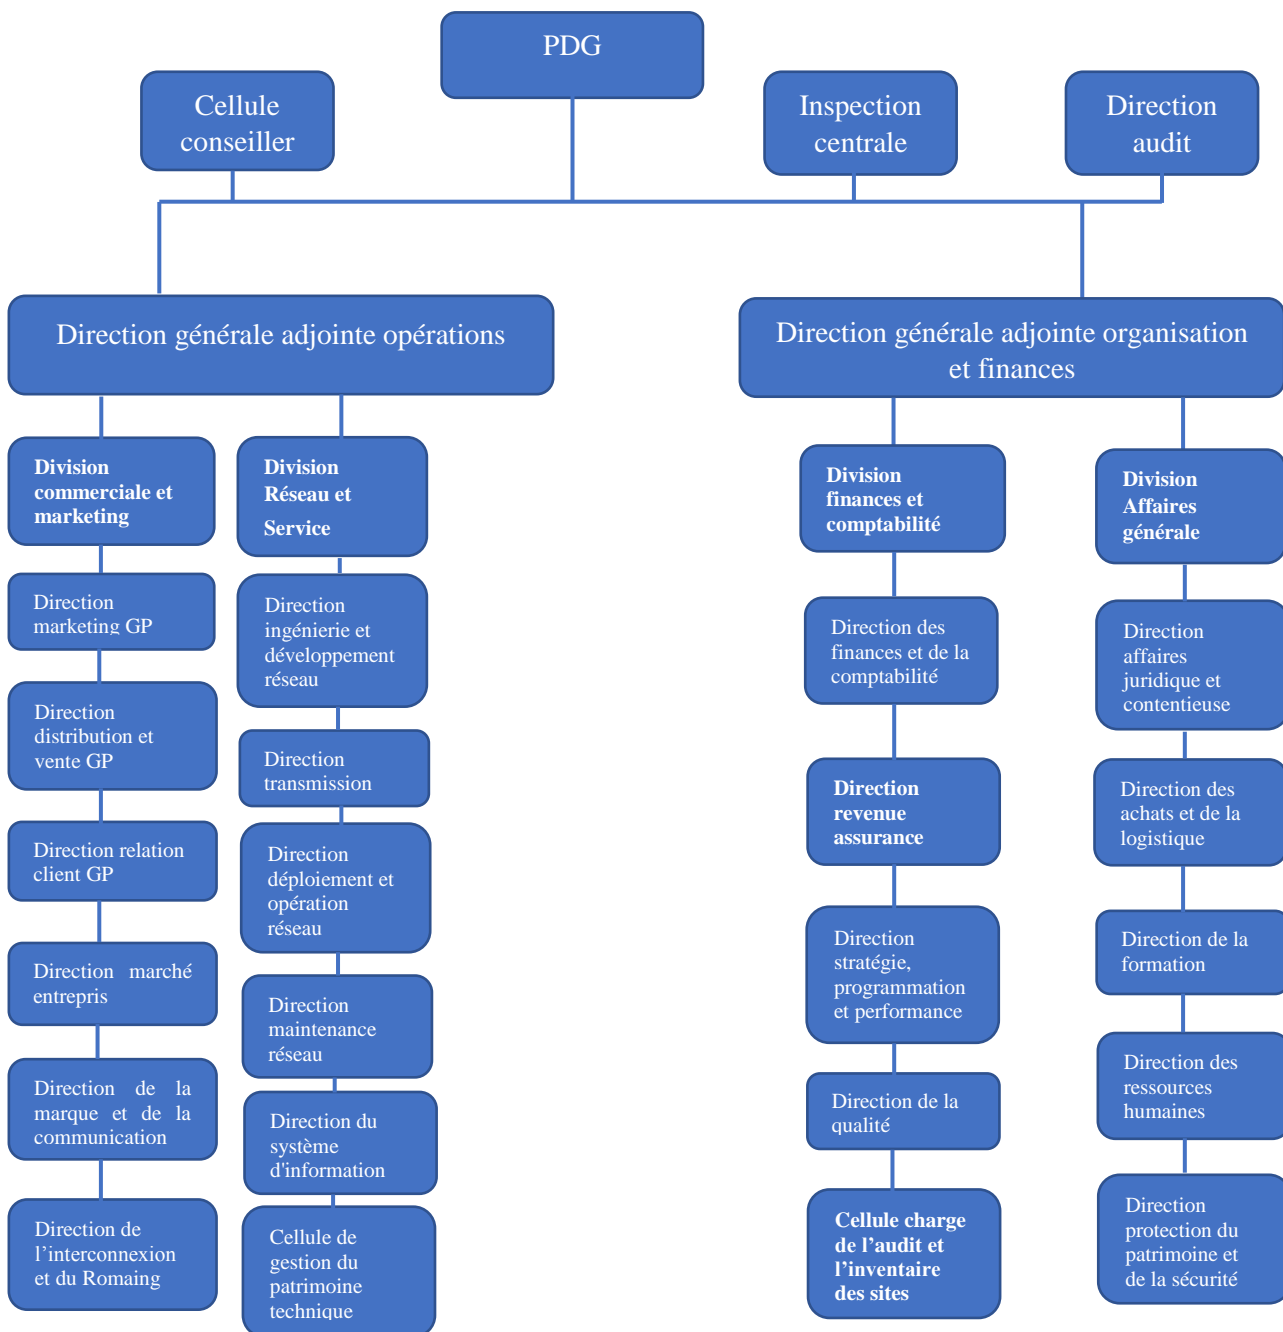 PDG
Cellule
conseiller
Inspection
centrale
Direction
audit
Direction générale adjointe opérations
Direction générale adjointe organisation
et finances
Division
commerciale et
marketing
Direction
marketing GP
Direction
distribution et
vente GP
Direction relation
client GP
Direction marché
entrepris
Direction de la
marque et de la
communication
Direction de
l’interconnexion
et du Romaing
Division
Réseau et
Service
Direction
ingénierie et
développement
réseau
Direction
transmission
Direction
déploiement et
opération
réseau
Direction
maintenance
réseau
Direction du
système
d'information
Cellule de
gestion du
patrimoine
technique
Division
finances et
comptabilité
Direction des
finances et de la
comptabilité
Direction
revenue
assurance
Direction
stratégie,
programmation
et performance
Direction de la
qualité
Cellule charge
de l’audit et
l’inventaire
des sites
Division
Affaires
générale
Direction
affaires
juridique et
contentieuse
Direction des
achats et de la
logistique
Direction de la
formation
Direction des
ressources
humaines
Direction
protection du
patrimoine et
de la sécurité